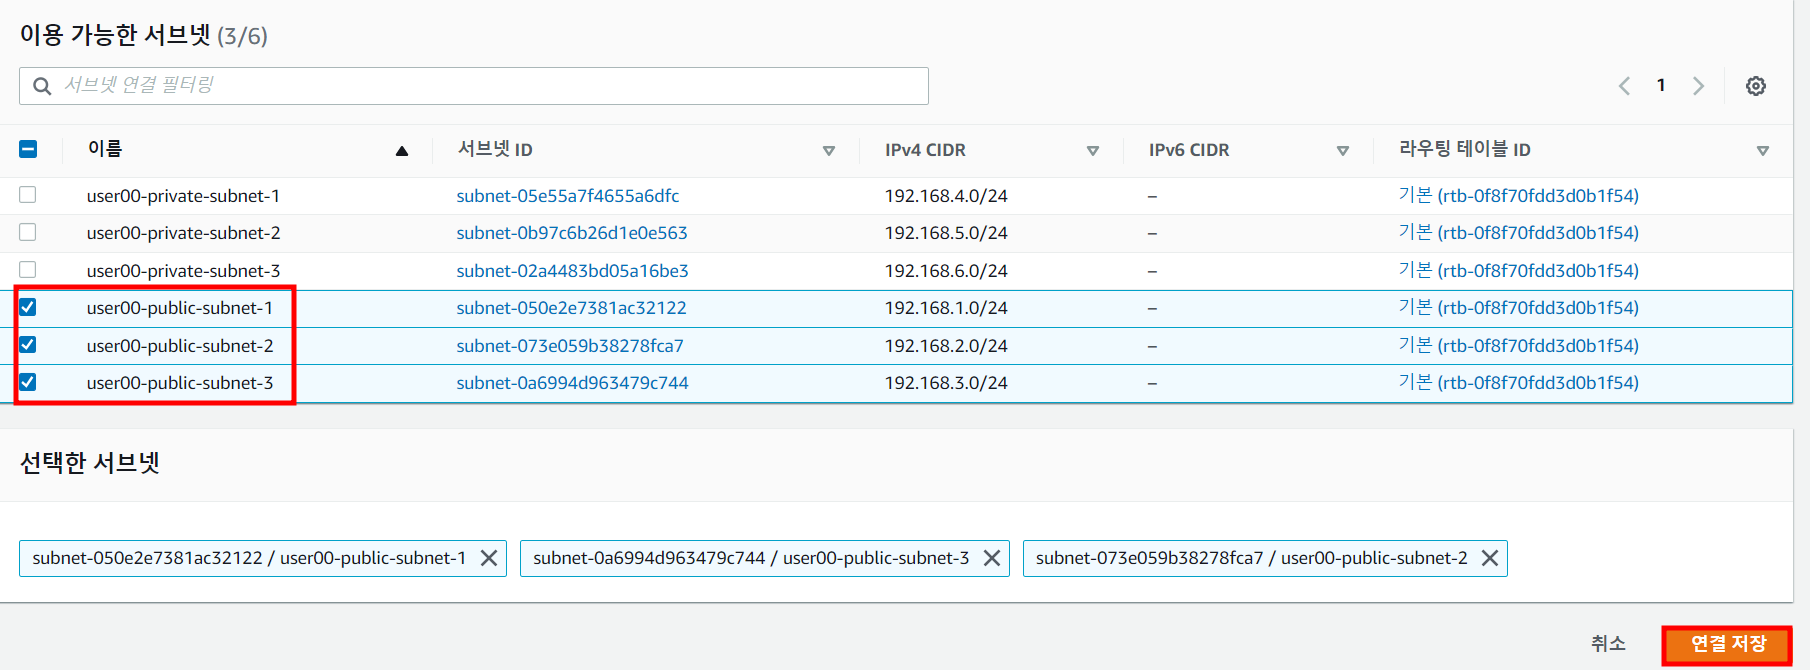 이용 가능한 서브넷 (3/6)
서브넷 연결 필터링
1
이름 서브넷 ID IPv4 CIDR IPv6 CIDR 라우팅 테이블 ID
user00-private-subnet-1 subnet-05e55a7f4655a6dfc 192.168.4.0/24 – 기본 (rtb-0f8f70fdd3d0b1f54)
user00-private-subnet-2 subnet-0b97c6b26d1e0e563 192.168.5.0/24 – 기본 (rtb-0f8f70fdd3d0b1f54)
user00-private-subnet-3 subnet-02a4483bd05a16be3 192.168.6.0/24 – 기본 (rtb-0f8f70fdd3d0b1f54)
user00-public-subnet-1 subnet-050e2e7381ac32122 192.168.1.0/24 – 기본 (rtb-0f8f70fdd3d0b1f54)
user00-public-subnet-2 subnet-073e059b38278fca7 192.168.2.0/24 – 기본 (rtb-0f8f70fdd3d0b1f54)
user00-public-subnet-3 subnet-0a6994d963479c744 192.168.3.0/24 – 기본 (rtb-0f8f70fdd3d0b1f54)
선택한 서브넷
subnet-050e2e7381ac32122 / user00-public-subnet-1 subnet-0a6994d963479c744 / user00-public-subnet-3 subnet-073e059b38278fca7 / user00-public-subnet-2
취소 연결 저장